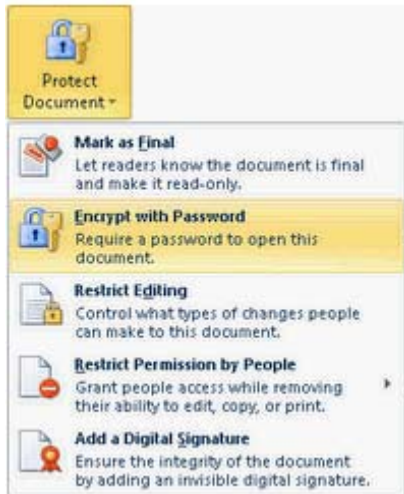 Protect
Document
Mark as Final
Let readers know the document is final
and make it read-only.
Encrypt with Password
Require a password to open this
document.
Restrict Editing
Control what types of changes people
can make to this document.
Restrict Permission by People
Grant people access while removing
their ability to edit, copy, or print.
Add a Digital Signature
Ensure the integrity of the document
by adding an invisible digital signature.